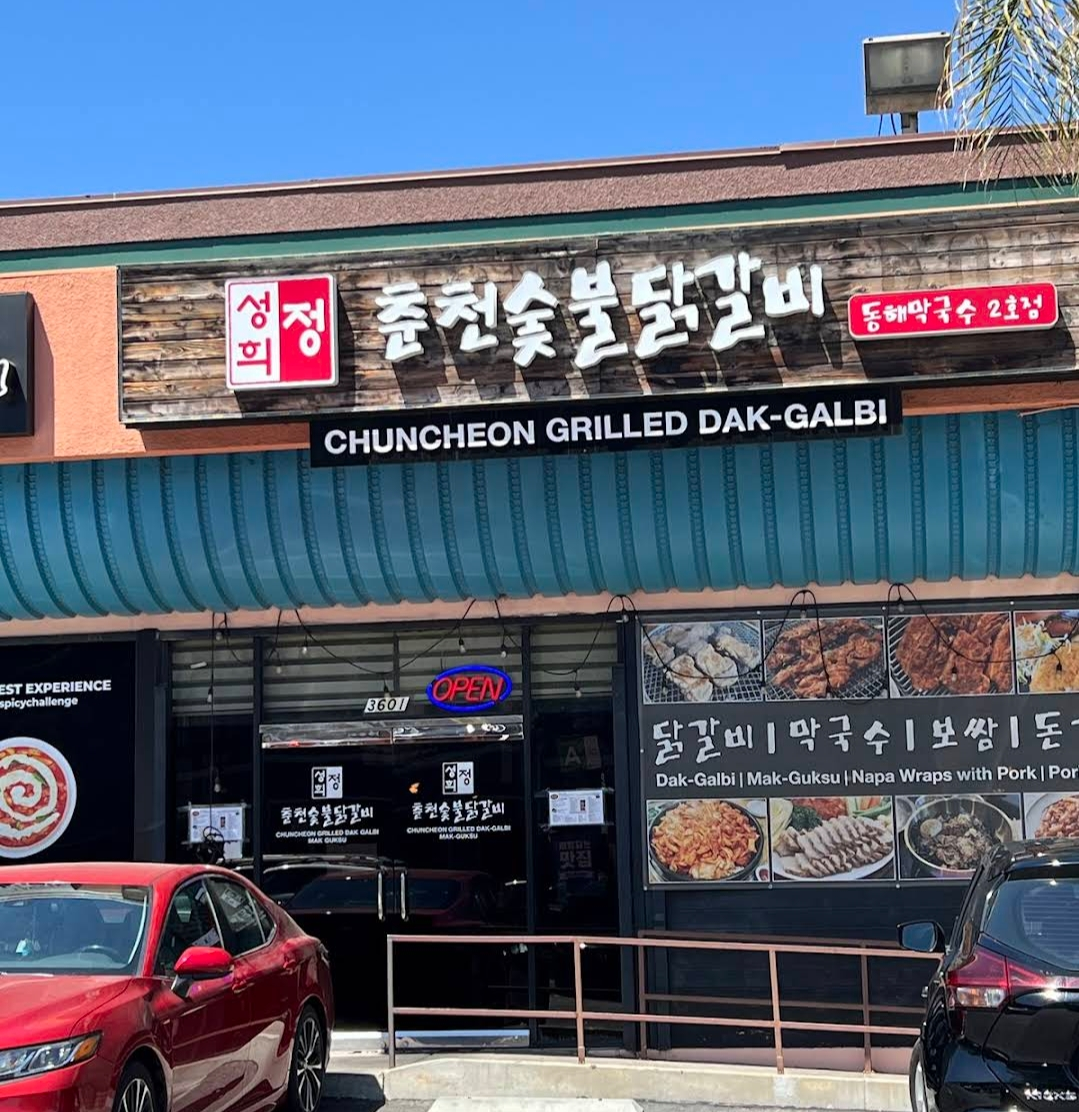 성희
정
춘천숯불닭갈비
동해막국수 2호점
CHUNCHEON GRILLED DAK-GALBI
EST EXPERIENCE
spicychallenge
3601
OPEN
성희
정
춘천숯불닭갈비
CHUNCHEON GRILLED DAK GALBI
MAK GUKSU
성희
정
춘천숯불닭갈비
CHUNCHEON GRILLED DAK-GALBI
MAK-GUKSU
A
맛집
닭갈비 | 막국수 | 보쌈 | 돈
Dak-Galbi | Mak-Guksu | Napa Wraps with Pork | Por